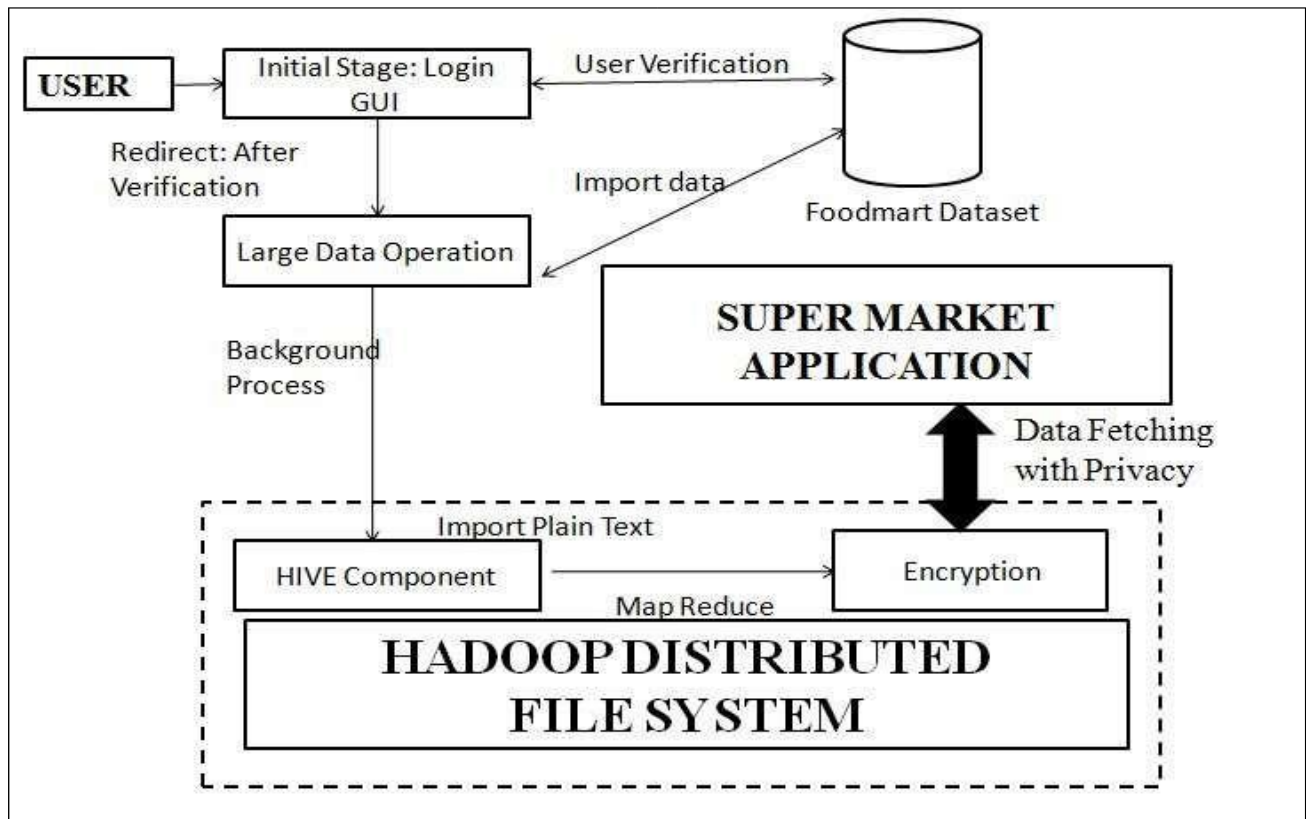 USER
Initial Stage: Login
GUI
User Verification
Redirect: After
Verification
Import data
Foodmart Dataset
Large Data Operation
SUPER MARKET
APPLICATION
Background
Process
Data Fetching
with Privacy
Import Plain Text
HIVE Component
Encryption
Map Reduce
HADOOP DISTRIBUTED
FILE SYSTEM